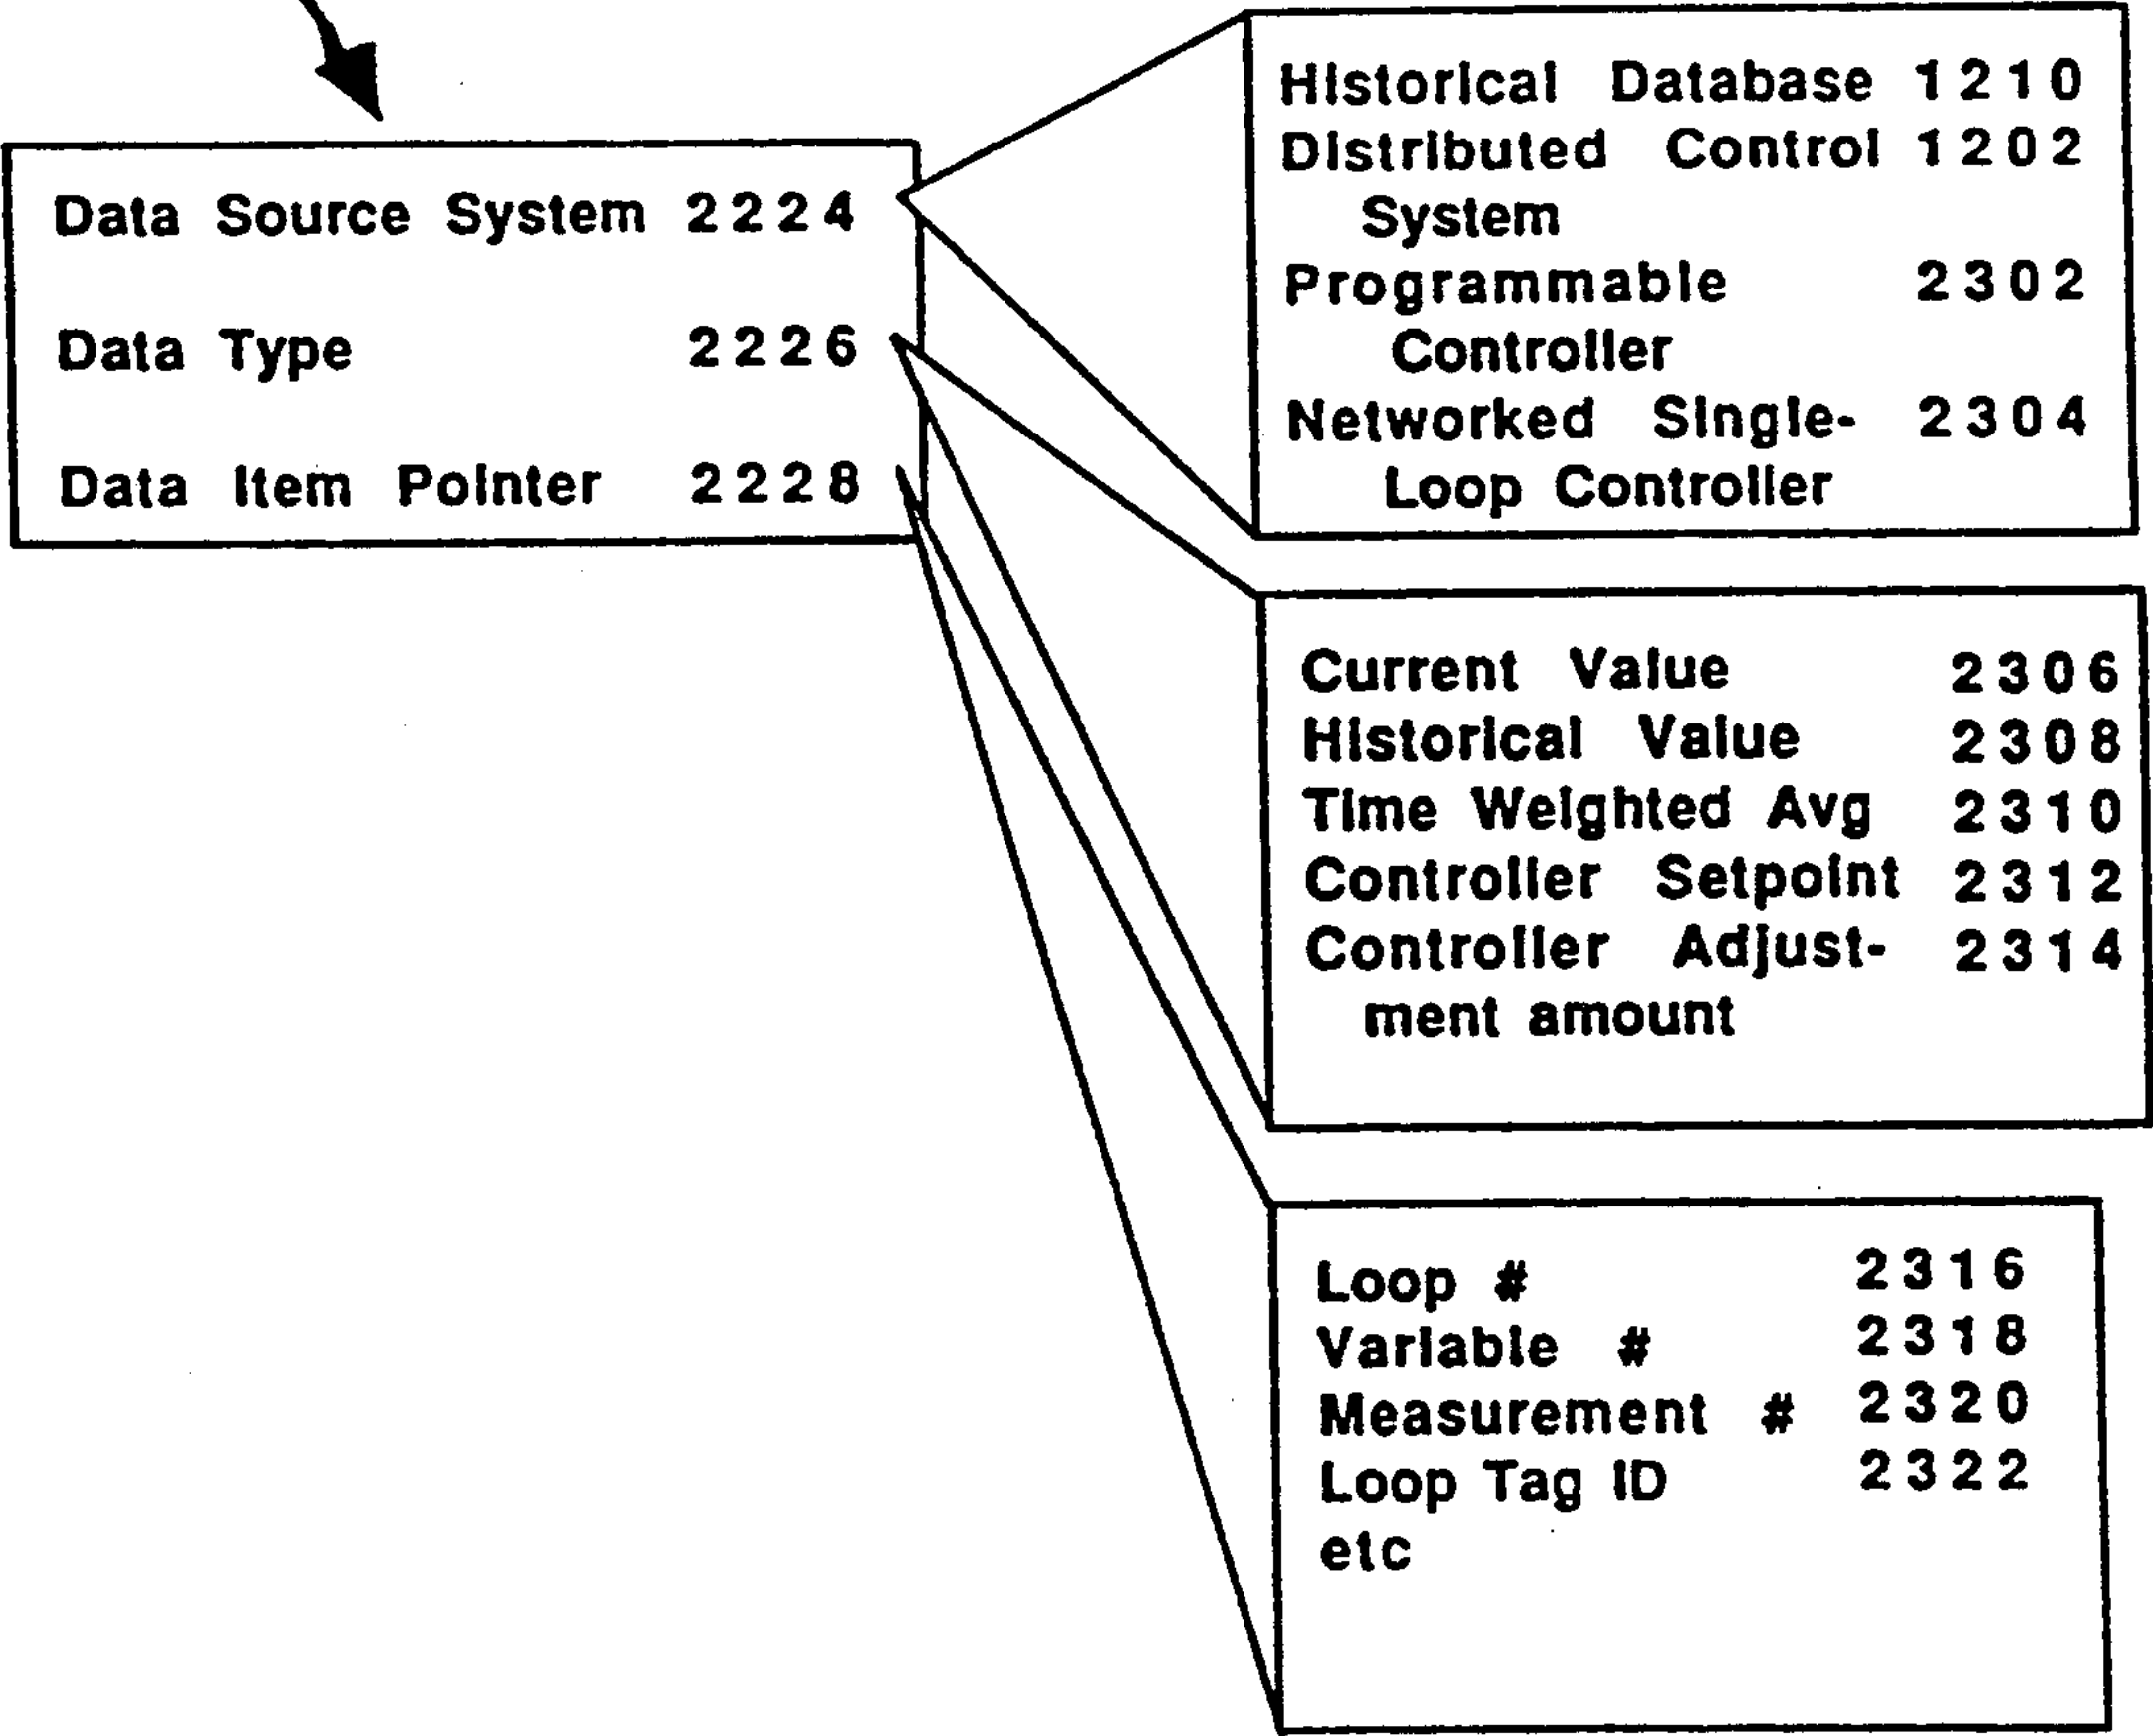 Data Source System 2224
Data Type 2226
Data Item Pointer 2228
Historical Database 1210
Distributed Control 1202
System
Programmable 2302
Controller
Networked Single- 2304
Loop Controller
Current Value 2306
Historical Value 2308
Time Weighted Avg 2310
Controller Setpoint 2312
Controller Adjust- 2314
ment amount
Loop # 2316
Variable # 2318
Measurement # 2320
Loop Tag ID 2322
etc